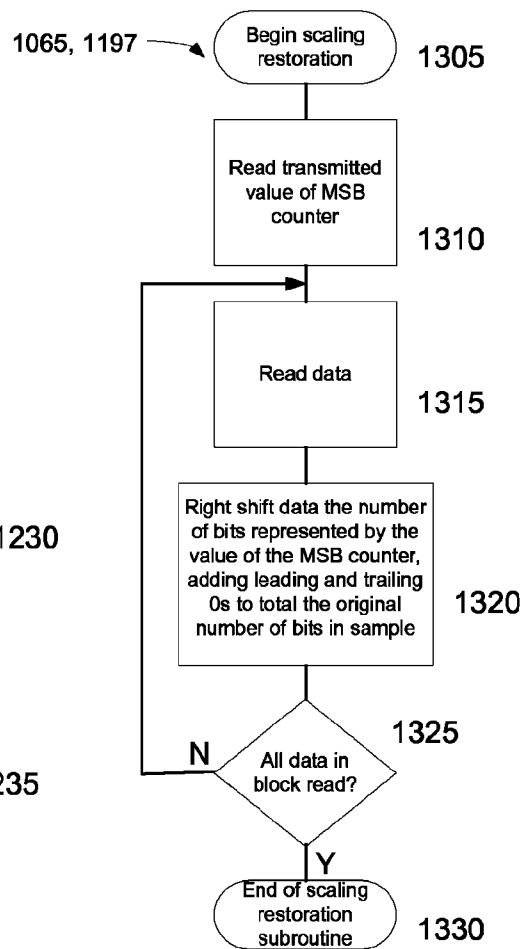 1065, 1197
Begin scaling
restoration
1305
Read transmitted
value of MSB
counter
1310
Read data
1315
Right shift data the number
of bits represented by the
value of the MSB counter,
adding leading and trailing
0s to total the original
number of bits in sample
1320
1230
1325
All data in
block read?
N
235
Y
End of scaling
restoration
subroutine
1330